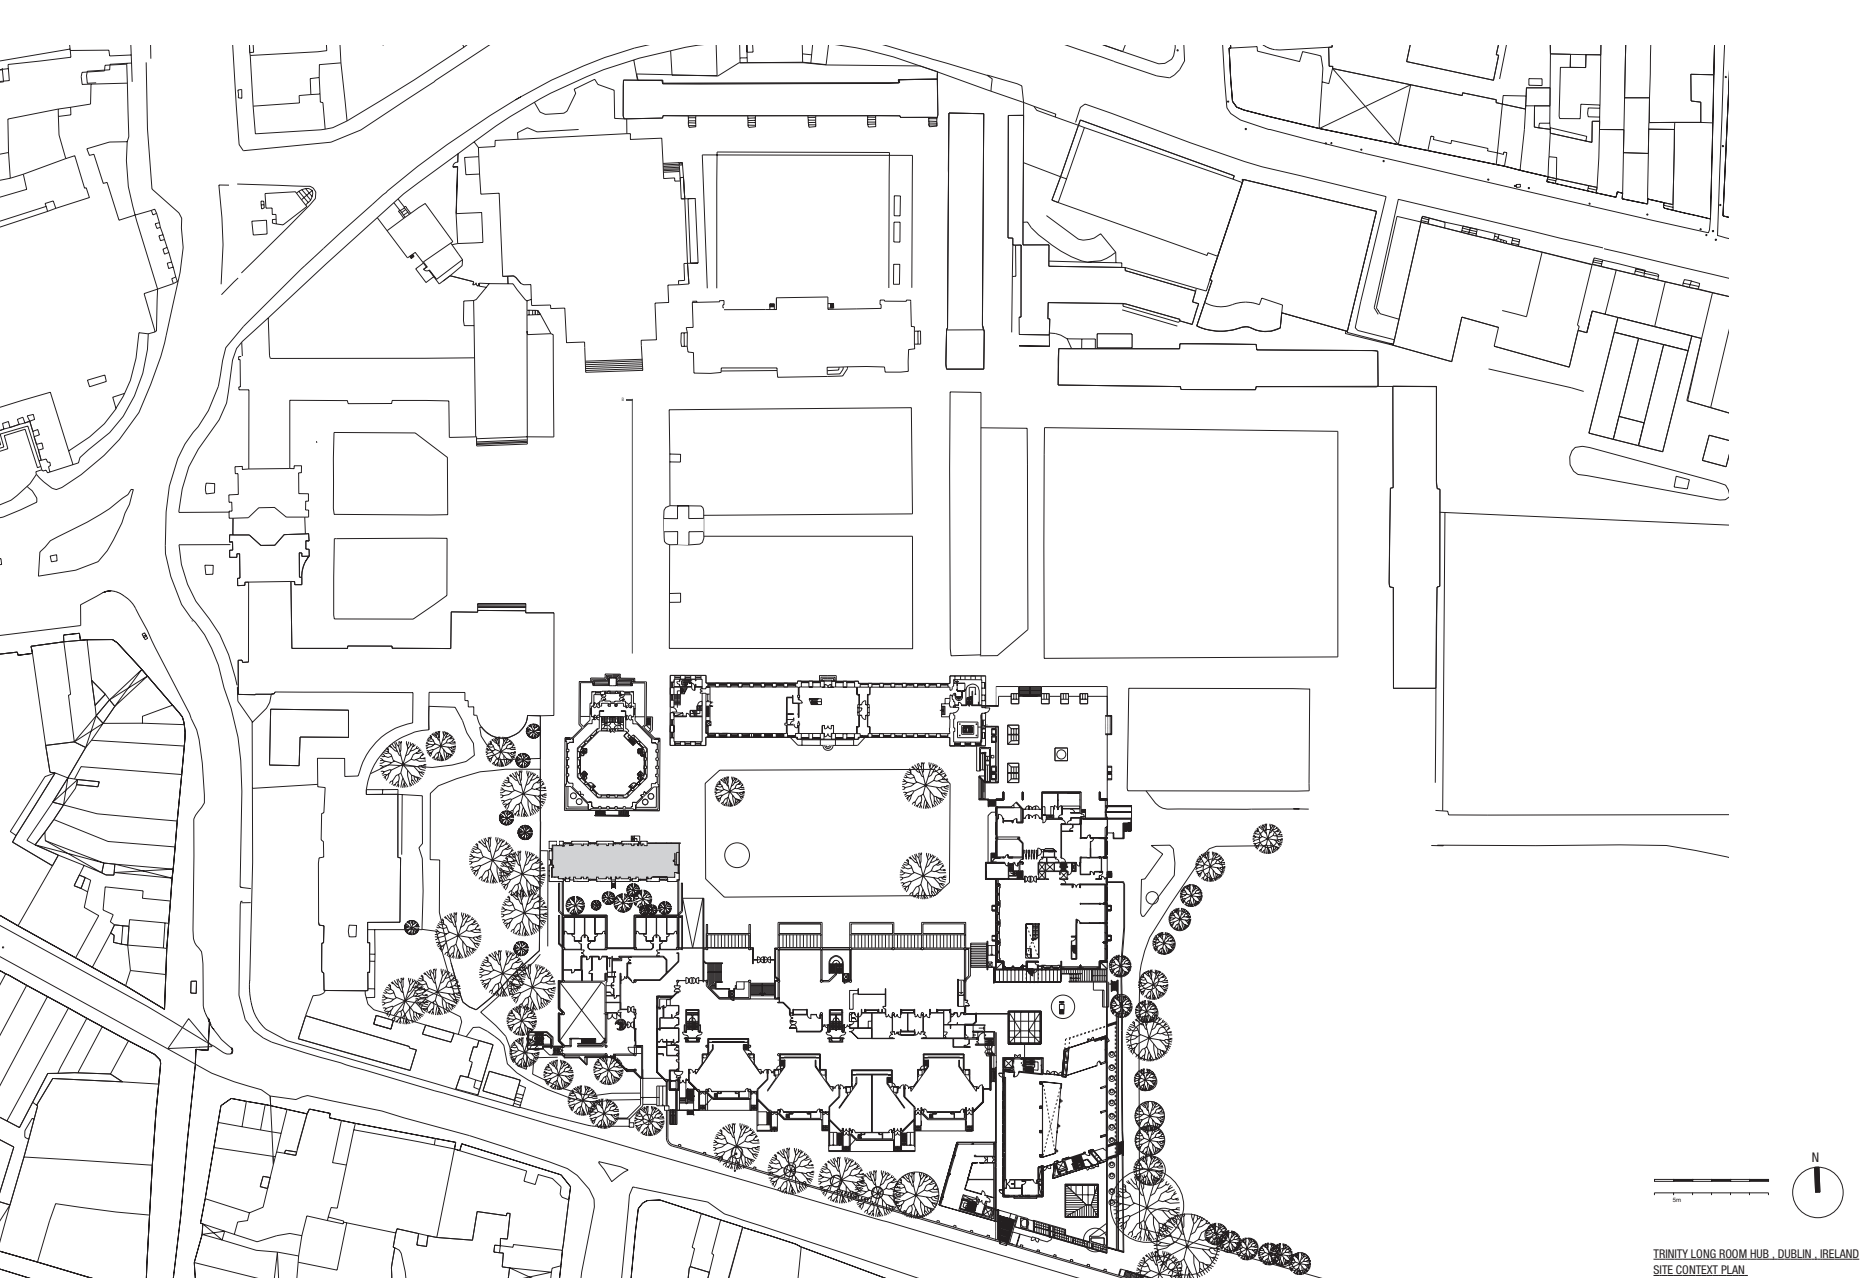 N
5m
TRINITY LONG ROOM HUB , DUBLIN , IRELAND
SITE CONTEXT PLAN